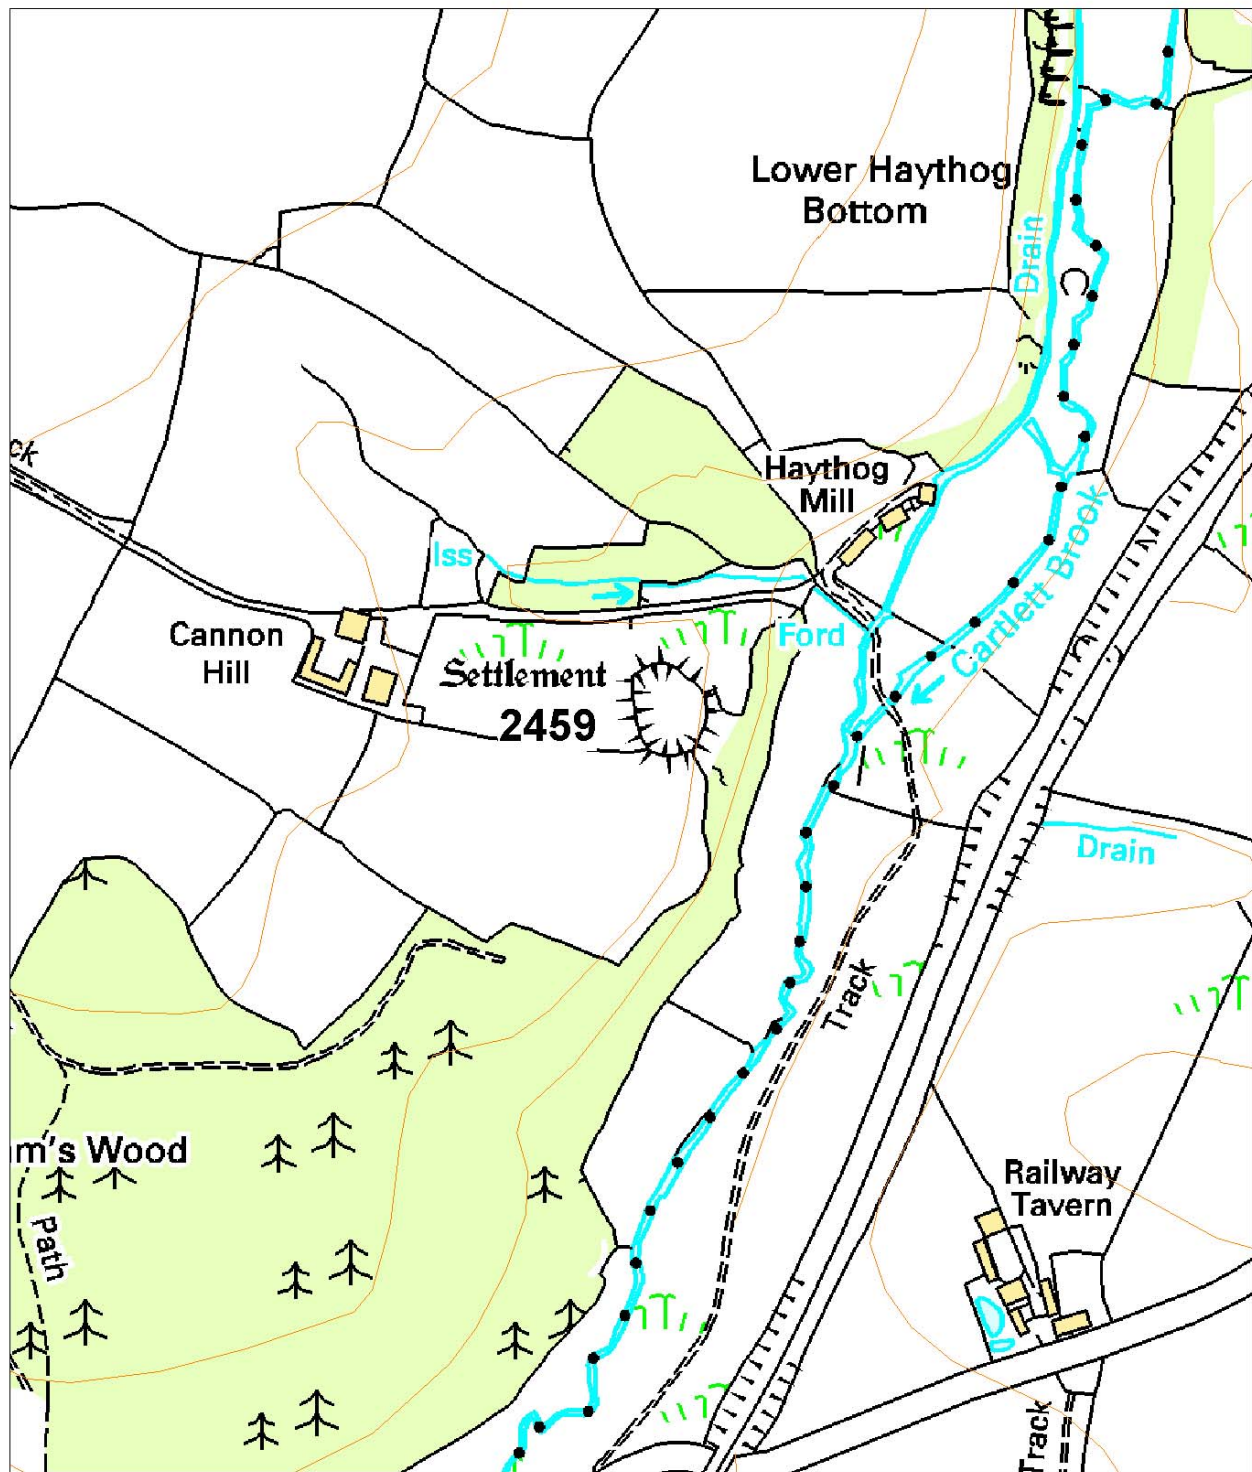 Lower Haythog
Bottom
Drain
ck
Haythog
Mill
Iss
Cartlett Brook
Cannon
Hill
Ford
Settlement
2459
Drain
Track
m's Wood
Railway
Tavern
Path
Track